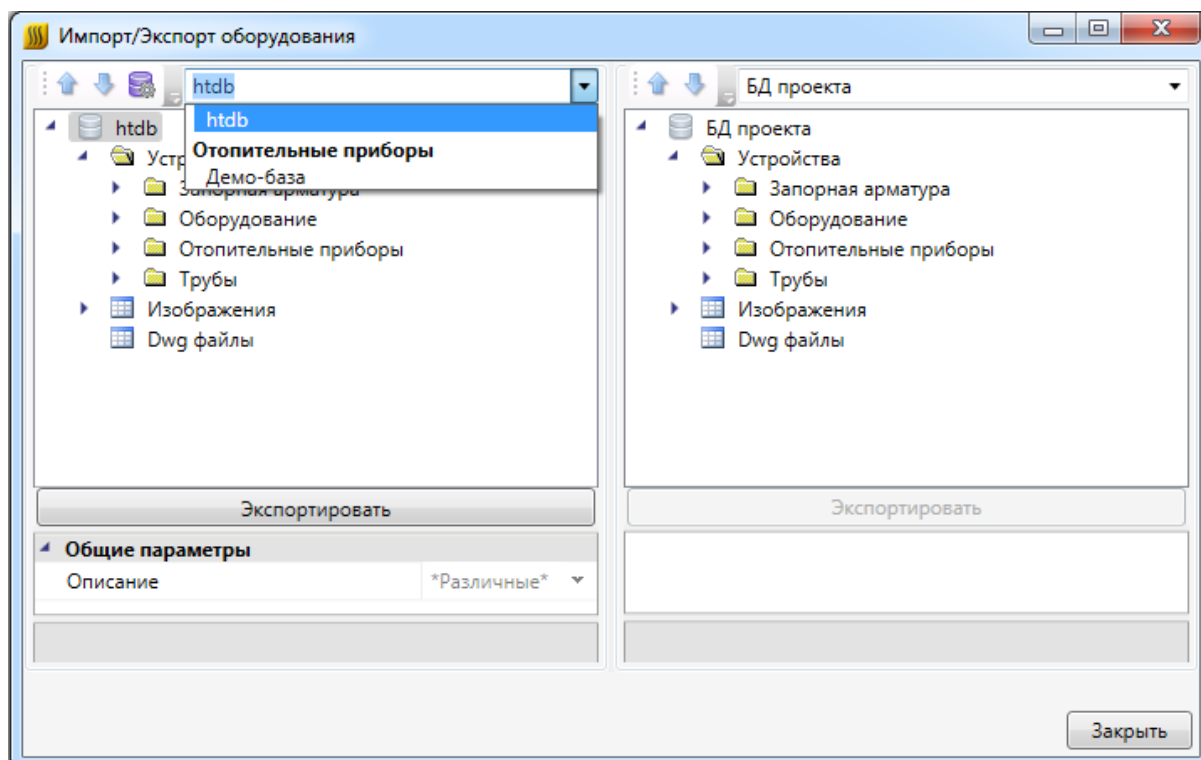 Импорт/Экспорт оборудования
htdb
htdb
Отопительные приборы
Демо-база
htdb
Устр
Запорная арматура
Оборудование
Отопительные приборы
Трубы
Изображения
Dwg файлы
Экспортировать
Общие параметры
Описание *Различные*
БД проекта
БД проекта
Устройства
Запорная арматура
Оборудование
Отопительные приборы
Трубы
Изображения
Dwg файлы
Экспортировать
Закрыть